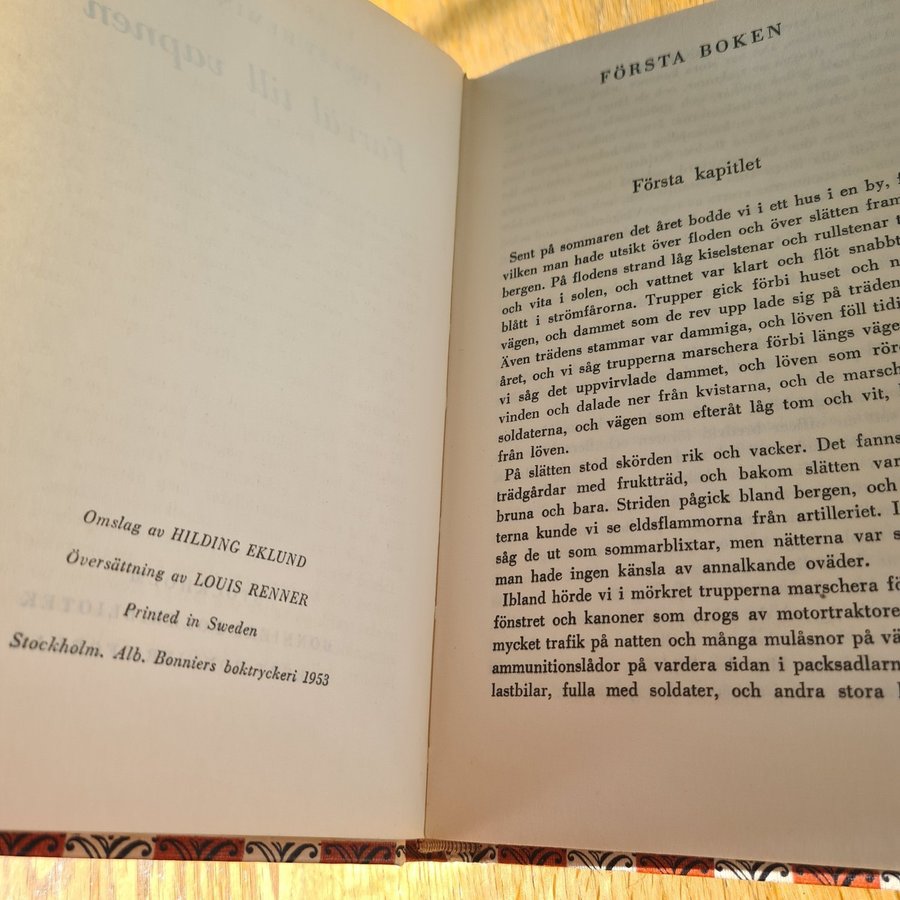 Farväl till vapnen
Omslag av HILDING EKLUND
Översättning av LOUIS RENNER
Printed in Sweden
Stockholm. Alb. Bonniers boktryckeri 1953
FÖRSTA BOKEN
Första kapitlet
Sent på sommaren det året bodde vi i ett hus i en by, f
vilken man hade utsikt över floden och över slätten fram
bergen. På flodens strand låg kiselstenar och rullstenar t
och vita i solen, och vattnet var klart och flöt snabbt
blått i strömfårorna. Trupper gick förbi huset och n
vägen, och dammet som de rev upp lade sig på träden
Även trädens stammar var dammiga, och löven föll tidi
året, och vi såg trupperna marschera förbi längs väge
vi såg det uppvirvlade dammet, och löven som rör
vinden och dalade ner från kvistarna, och de marsch
soldaterna, och vägen som efteråt låg tom och vit,
från löven.
På slätten stod skörden rik och vacker. Det fanns
trädgårdar med fruktträd, och bakom slätten var
bruna och bara. Striden pågick bland bergen, och
terna kunde vi se eldsflammorna från artilleriet. I
såg de ut som sommarblixtar, men nätterna var s
man hade ingen känsla av annalkande oväder.
Ibland hörde vi i mörkret trupperna marschera fö
fönstret och kanoner som drogs av motortraktore
mycket trafik på natten och många mulåsnor på vä
ammunitionslådor på vardera sidan i packsadlarn
lastbilar, fulla med soldater, och andra stora